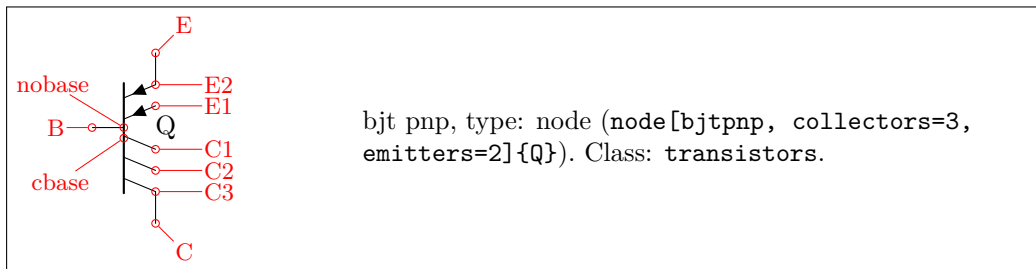 E
E2
nobase
E1
B
Q
C1
C2
cbase
C3
C
bjt pnp, type: node (node[bjtpnp, collectors=3,
emitters=2]{Q}). Class: transistors.